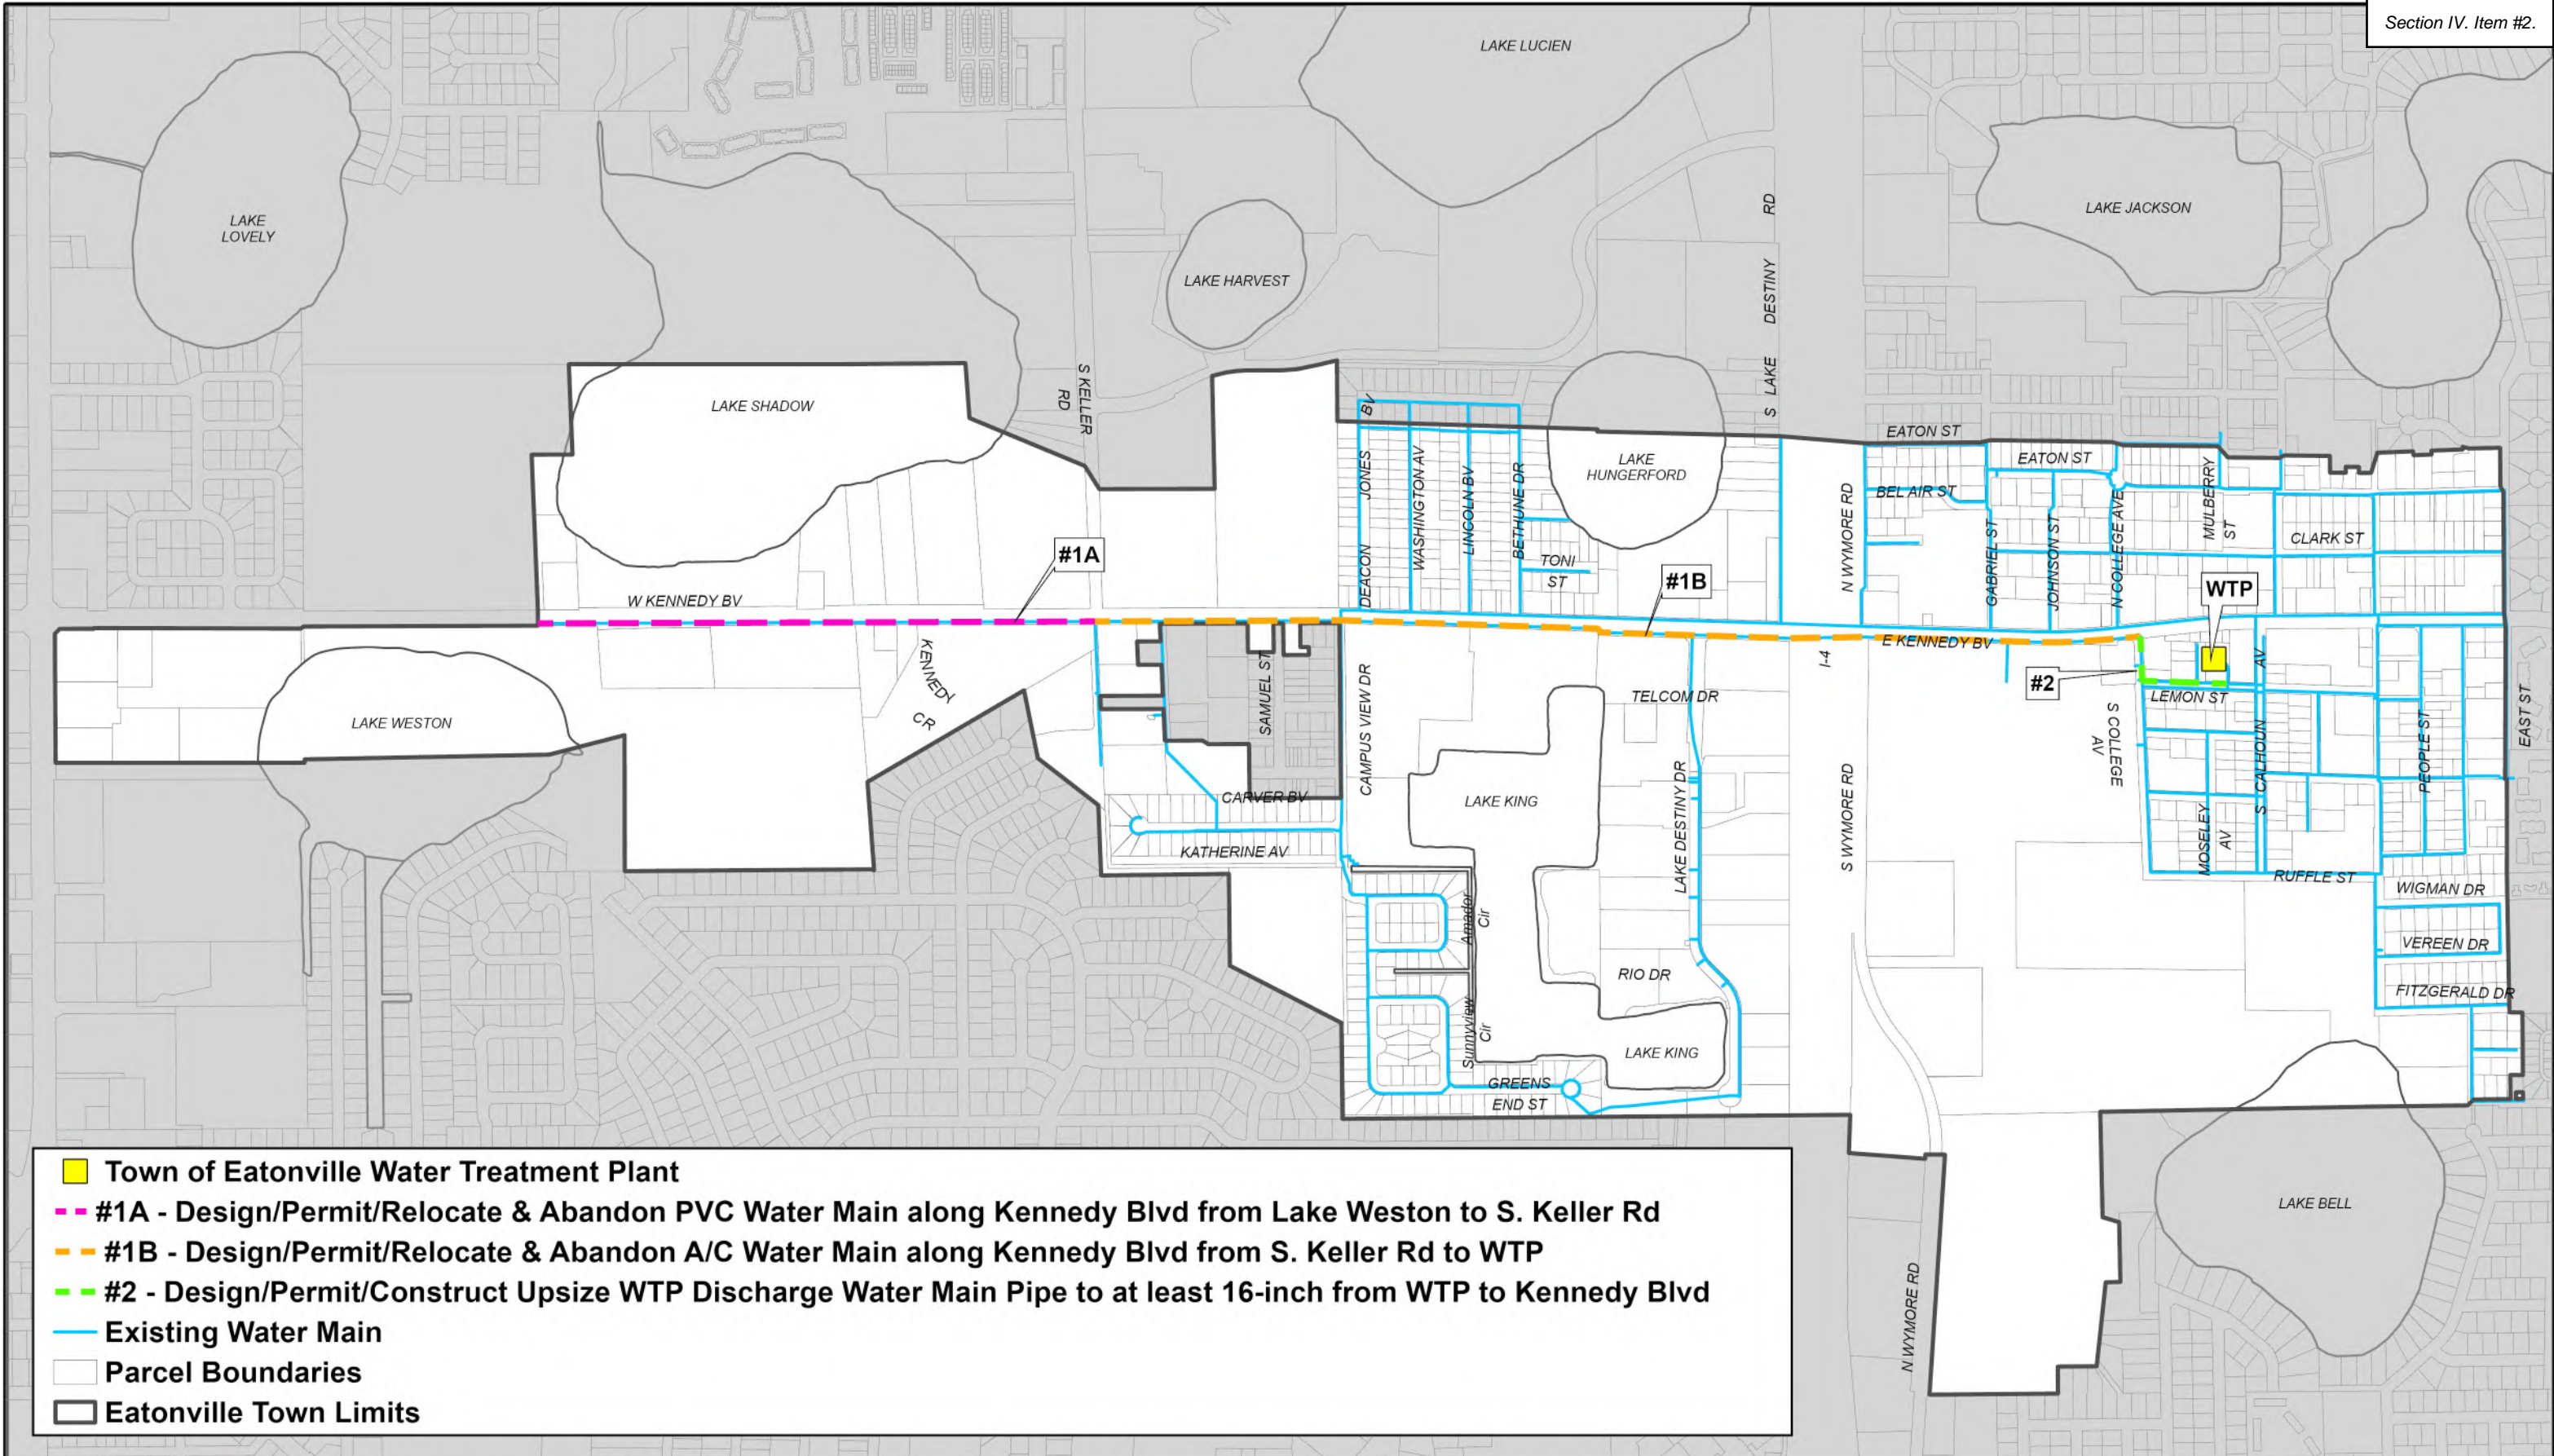 Section IV. Item #2.
LAKE LUCIEN
LAKE
LOVELY
LAKE JACKSON
RD
DESTINY
LAKE
S
LAKE HARVEST
S KELLER
RD
LAKE SHADOW
BV
JONES
DEACON
WASHINGTON AV
LINCOLN BV
BETHUNE DR
TONI
ST
LAKE
HUNGERFORD
EATON ST
EATON ST
BEL AIR ST
N WYMORE RD
GABRIEL ST
JOHNSON ST
N COLLEGE AVE
MULBERRY
ST
CLARK ST
#1A
#1B
WTP
W KENNEDY BV
E KENNEDY BV
KENNEDY
CR
SAMUEL ST
CAMPUS VIEW DR
TELCOM DR
I-4
#2
LEMON ST
S COLLEGE
AV
AV
S CALHOUN
PEOPLE ST
EAST ST
LAKE WESTON
CARVER BV
KATHERINE AV
LAKE KING
LAKE DESTINY DR
S WYMORE RD
MOSELEY
AV
RUFFLE ST
WIGMAN DR
VEREEN DR
FITZGERALD DR
Amador
Cir
RIO DR
Sunnyview
Cir
LAKE KING
GREENS
END ST
LAKE BELL
N WYMORE RD
Town of Eatonville Water Treatment Plant
#1A - Design/Permit/Relocate & Abandon PVC Water Main along Kennedy Blvd from Lake Weston to S. Keller Rd
#1B - Design/Permit/Relocate & Abandon A/C Water Main along Kennedy Blvd from S. Keller Rd to WTP
#2 - Design/Permit/Construct Upsize WTP Discharge Water Main Pipe to at least 16-inch from WTP to Kennedy Blvd
Existing Water Main
Parcel Boundaries
Eatonville Town Limits